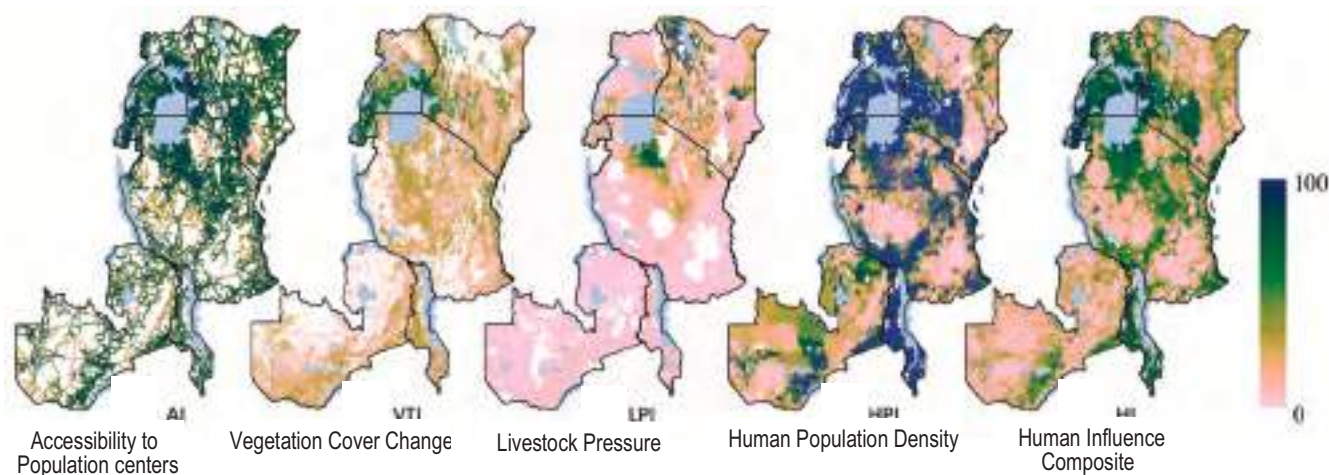 100
0
AI
VTI
LPI
HPI
HI
Accessibility to
Population centers
Vegetation Cover Change
Livestock Pressure
Human Population Density
Human Influence
Composite